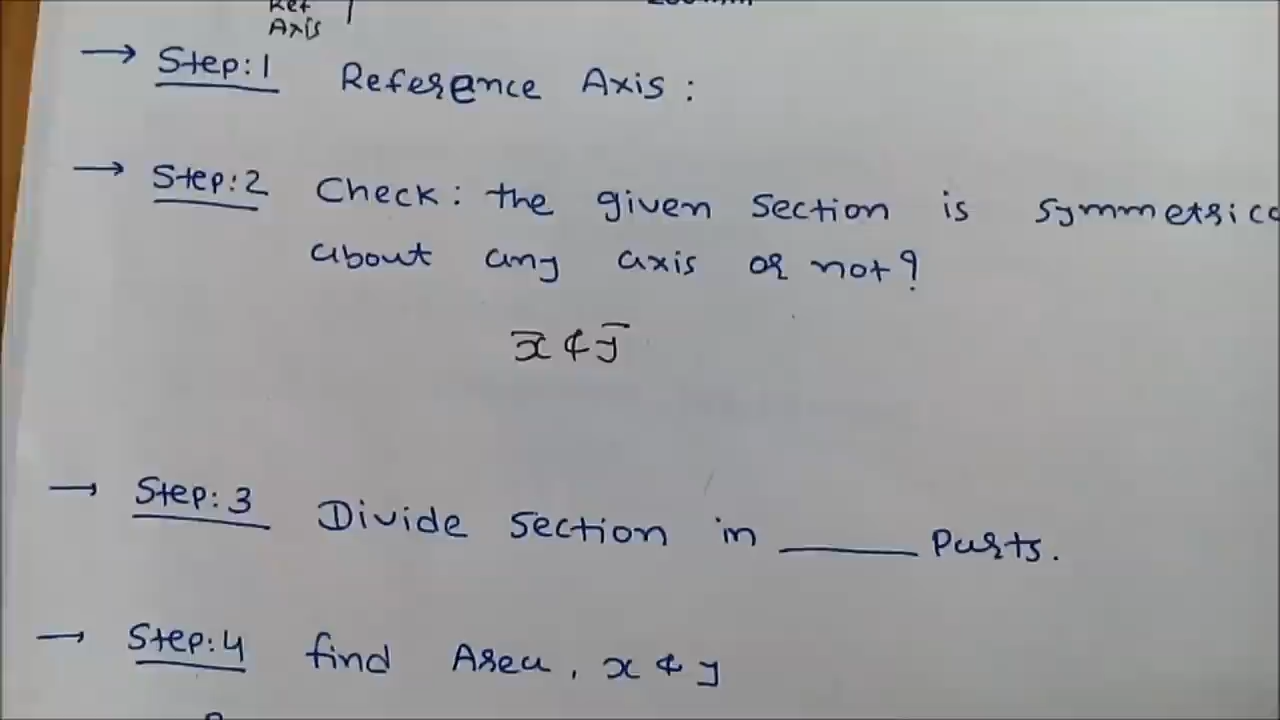 Ref
Axis
→ Step:1 Reference Axis:
→ Step:2 Check: the given section is
about any axis or not?
x̄ & ȳ
→ Step:3 Divide section in ______ Parts.
→ Step:4 find Area, x & y